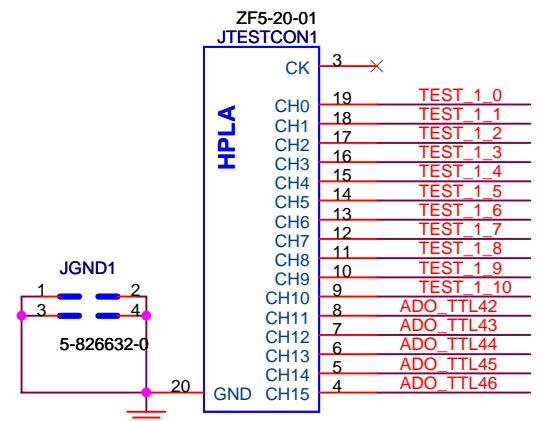 ZF5-20-01
JTESTCON1
HPLA
CK 3
CH0 19 TEST_1_0
CH1 18 TEST_1_1
CH2 17 TEST_1_2
CH3 16 TEST_1_3
CH4 15 TEST_1_4
CH5 14 TEST_1_5
CH6 13 TEST_1_6
CH7 12 TEST_1_7
CH8 11 TEST_1_8
CH9 10 TEST_1_9
CH10 9 TEST_1_10
CH11 8 ADO_TTL42
CH12 7 ADO_TTL43
CH13 6 ADO_TTL44
CH14 5 ADO_TTL45
CH15 4 ADO_TTL46
20 GND
JGND1
1 2
3 4
5-826632-0